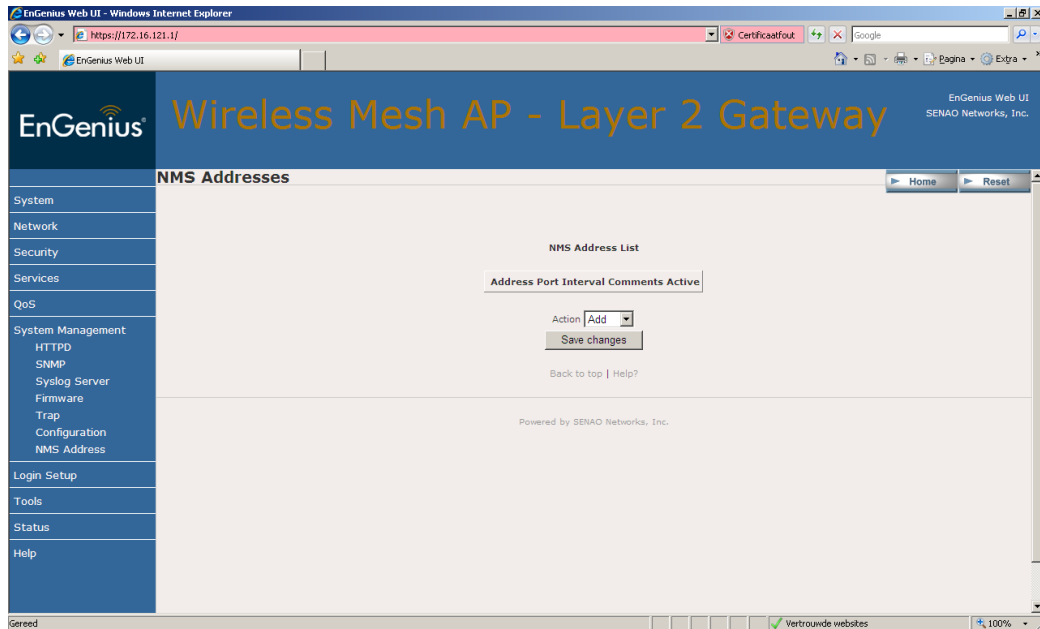 EnGenius Web UI - Windows Internet Explorer
https://172.16.121.1/
Certificaatfout
Google
EnGenius Web UI
Pagina
Extra
EnGenius®
Wireless Mesh AP - Layer 2 Gateway
EnGenius Web UI
SENAO Networks, Inc.
NMS Addresses
Home
Reset
System
Network
Security
Services
QoS
System Management
HTTPD
SNMP
Syslog Server
Firmware
Trap
Configuration
NMS Address
Login Setup
Tools
Status
Help
NMS Address List
Address Port Interval Comments Active
Action Add
Save changes
Back to top | Help?
Powered by SENAO Networks, Inc.
Gereed
Vertrouwde websites
100%